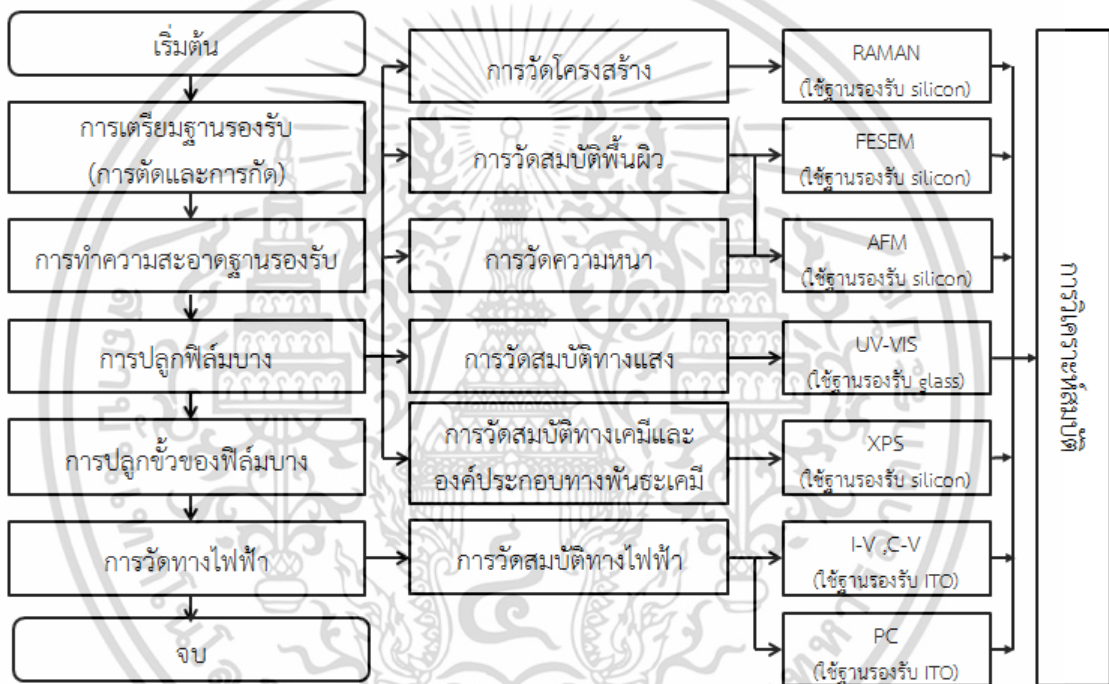 เริ่มต้น
การเตรียมฐานรองรับ
(การตัดและการกัด)
การทำความสะอาดฐานรองรับ
การปลูกฟิล์มบาง
การปลูกขั้วของฟิล์มบาง
การวัดทางไฟฟ้า
จบ
การวัดโครงสร้าง
การวัดสมบัติพื้นผิว
การวัดความหนา
การวัดสมบัติทางแสง
การวัดสมบัติทางเคมีและ
องค์ประกอบทางพันธะเคมี
การวัดสมบัติทางไฟฟ้า
RAMAN
(ใช้ฐานรองรับ silicon)
FESEM
(ใช้ฐานรองรับ silicon)
AFM
(ใช้ฐานรองรับ silicon)
UV-VIS
(ใช้ฐานรองรับ glass)
XPS
(ใช้ฐานรองรับ silicon)
I-V ,C-V
(ใช้ฐานรองรับ ITO)
PC
(ใช้ฐานรองรับ ITO)
การวิเคราะห์สมบัติ